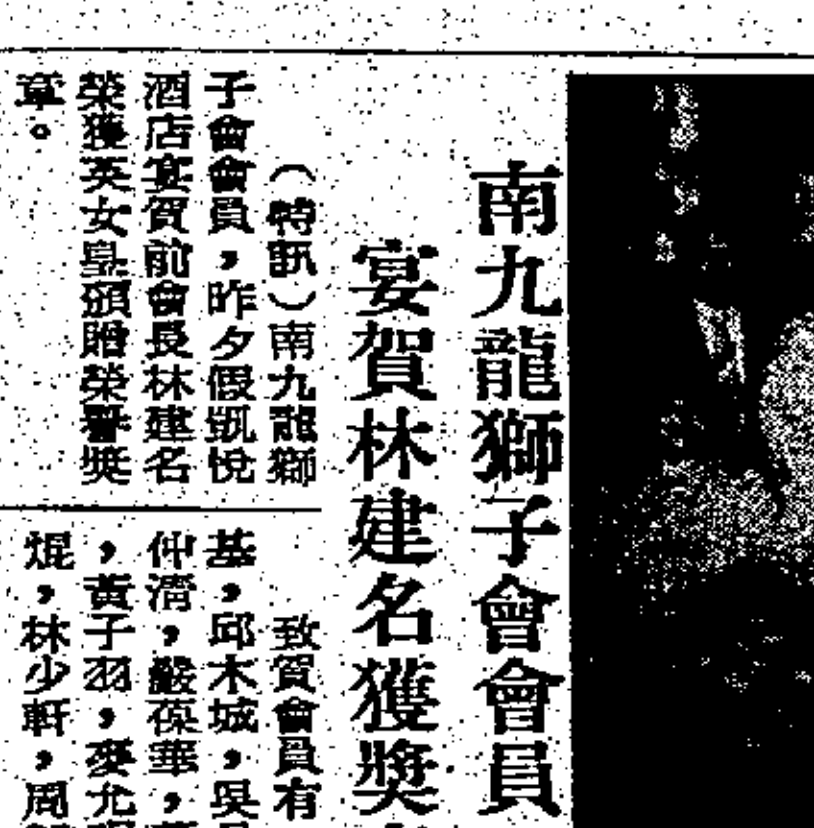 南九龍獅子會會員
宴賀林建名獲獎
（特訊）南九龍獅
子會會員，昨夕假凱悅
酒店宴賀前會長林建名
榮獲英女皇頒贈榮譽獎
章。
致賀會員有
基，邱木城，吳
仲濤，嚴葆華，
，黃子羽，麥允
焜，林少軒，周